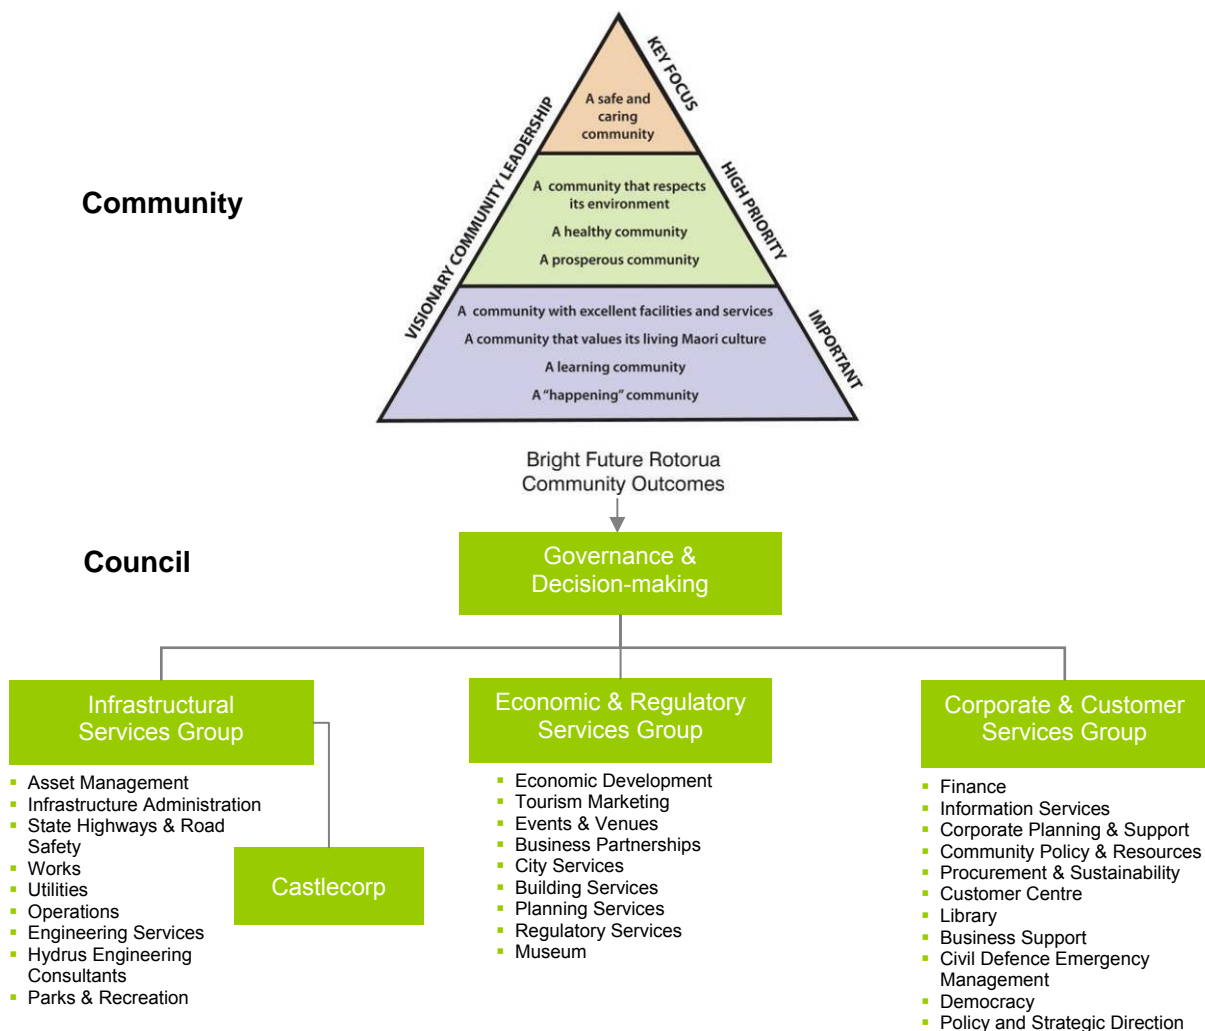 KEY FOCUS
A safe and
caring
community
VISIONARY COMMUNITY LEADERSHIP
Community
A community that respects
its environment
A healthy community
A prosperous community
HIGH PRIORITY
A community with excellent facilities and services
A community that values its living Maori culture
A learning community
A "happening" community
IMPORTANT
Bright Future Rotorua
Community Outcomes
Council
Governance &
Decision-making
Infrastructural
Services Group
Asset Management
Infrastructure Administration
State Highways & Road
Safety
Works
Utilities
Operations
Engineering Services
Hydrus Engineering
Consultants
Parks & Recreation
Castlecorp
Economic & Regulatory
Services Group
Economic Development
Tourism Marketing
Events & Venues
Business Partnerships
City Services
Building Services
Planning Services
Regulatory Services
Museum
Corporate & Customer
Services Group
Finance
Information Services
Corporate Planning & Support
Community Policy & Resources
Procurement & Sustainability
Customer Centre
Library
Business Support
Civil Defence Emergency
Management
Democracy
Policy and Strategic Direction